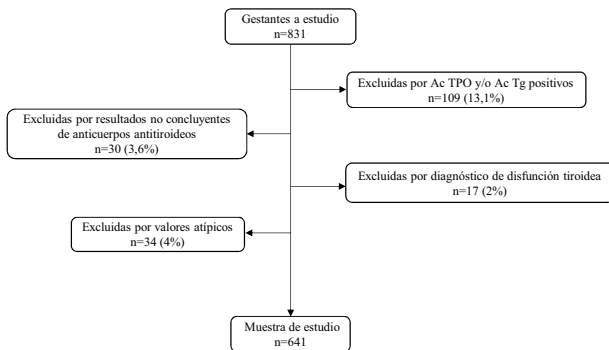 Gestantes a estudio
n=831
Excluidas por Ac TPO y/o Ac Tg positivos
n=109 (13,1%)
Excluidas por resultados no concluyentes
de anticuerpos antitiroideos
n=30 (3,6%)
Excluidas por diagnóstico de disfunción tiroidea
n=17 (2%)
Excluidas por valores atípicos
n=34 (4%)
Muestra de estudio
n=641